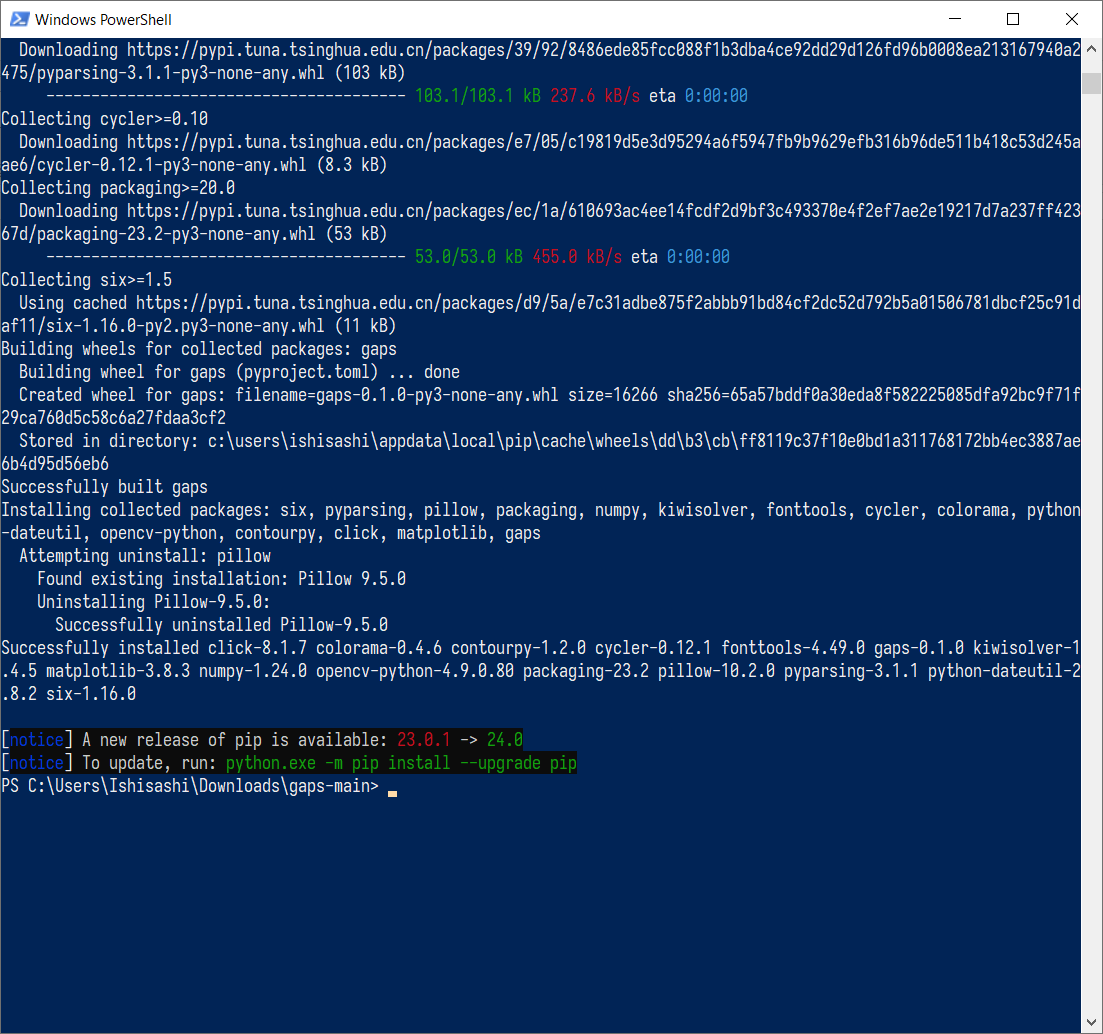 Windows PowerShell
  Downloading https://pypi.tuna.tsinghua.edu.cn/packages/39/92/8486ede85fcc088f1b3dba4ce92dd29d126fd96b0008ea213167940a2
475/pyparsing-3.1.1-py3-none-any.whl (103 kB)
     ---------------------------------------- 103.1/103.1 kB 237.6 kB/s eta 0:00:00
Collecting cycler>=0.10
  Downloading https://pypi.tuna.tsinghua.edu.cn/packages/e7/05/c19819d5e3d95294a6f5947fb9b9629efb316b96de511b418c53d245a
ae6/cycler-0.12.1-py3-none-any.whl (8.3 kB)
Collecting packaging>=20.0
  Downloading https://pypi.tuna.tsinghua.edu.cn/packages/ec/1a/610693ac4ee14fcdf2d9bf3c493370e4f2ef7ae2e19217d7a237ff423
67d/packaging-23.2-py3-none-any.whl (53 kB)
     ---------------------------------------- 53.0/53.0 kB 455.0 kB/s eta 0:00:00
Collecting six>=1.5
  Using cached https://pypi.tuna.tsinghua.edu.cn/packages/d9/5a/e7c31adbe875f2abbb91bd84cf2dc52d792b5a01506781dbcf25c91d
af11/six-1.16.0-py2.py3-none-any.whl (11 kB)
Building wheels for collected packages: gaps
  Building wheel for gaps (pyproject.toml) ... done
  Created wheel for gaps: filename=gaps-0.1.0-py3-none-any.whl size=16266 sha256=65a57bddf0a30eda8f582225085dfa92bc9f71f
29ca760d5c58c6a27fdaa3cf2
  Stored in directory: c:\users\ishisashi\appdata\local\pip\cache\wheels\dd\b3\cb\ff8119c37f10e0bd1a311768172bb4ec3887ae
6b4d95d56eb6
Successfully built gaps
Installing collected packages: six, pyparsing, pillow, packaging, numpy, kiwisolver, fonttools, cycler, colorama, python
-dateutil, opencv-python, contourpy, click, matplotlib, gaps
  Attempting uninstall: pillow
    Found existing installation: Pillow 9.5.0
    Uninstalling Pillow-9.5.0:
      Successfully uninstalled Pillow-9.5.0
Successfully installed click-8.1.7 colorama-0.4.6 contourpy-1.2.0 cycler-0.12.1 fonttools-4.49.0 gaps-0.1.0 kiwisolver-1
.4.5 matplotlib-3.8.3 numpy-1.24.0 opencv-python-4.9.0.80 packaging-23.2 pillow-10.2.0 pyparsing-3.1.1 python-dateutil-2
.8.2 six-1.16.0
[notice] A new release of pip is available: 23.0.1 -> 24.0
[notice] To update, run: python.exe -m pip install --upgrade pip
PS C:\Users\Ishisashi\Downloads\gaps-main>